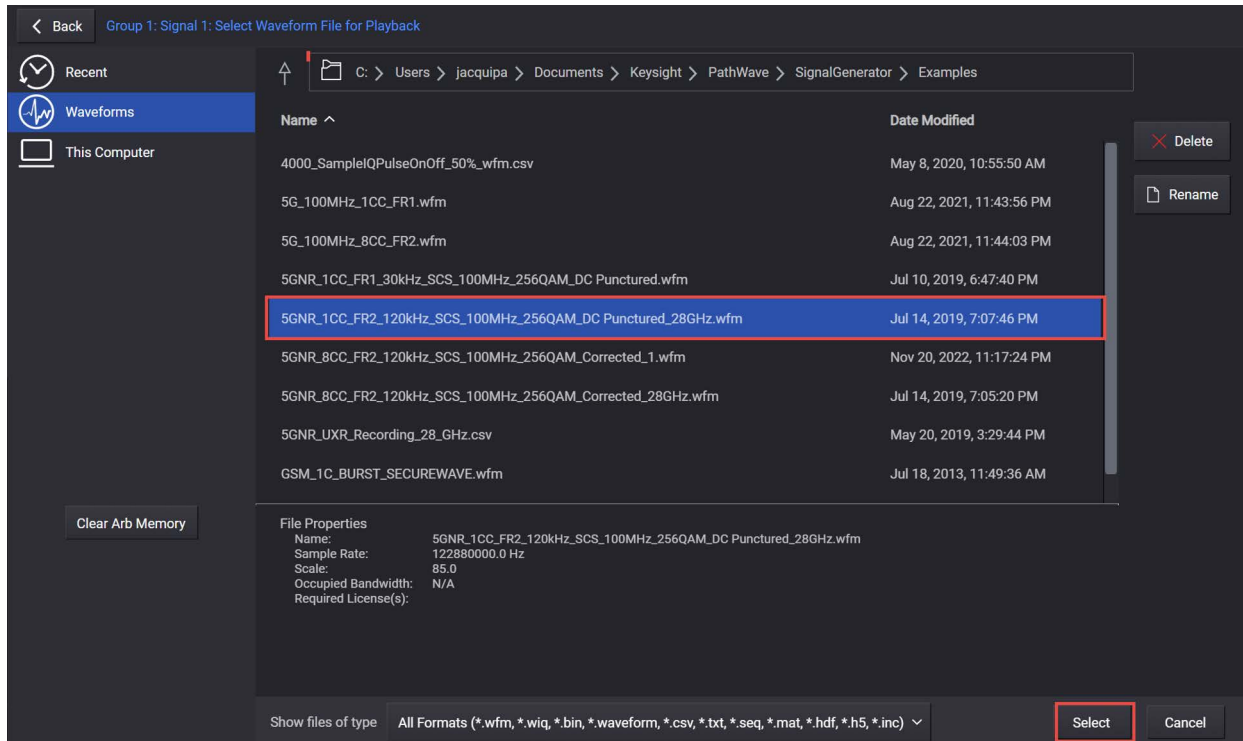 Back Group 1: Signal 1: Select Waveform File for Playback
Recent
Waveforms
This Computer
Clear Arb Memory
C: > Users > jacquipa > Documents > Keysight > PathWave > SignalGenerator > Examples
Name Date Modified
4000_SampleIQPulseOnOff_50%_wfm.csv May 8, 2020, 10:55:50 AM
5G_100MHz_1CC_FR1.wfm Aug 22, 2021, 11:43:56 PM
5G_100MHz_8CC_FR2.wfm Aug 22, 2021, 11:44:03 PM
5GNR_1CC_FR1_30kHz_SCS_100MHz_256QAM_DC Punctured.wfm Jul 10, 2019, 6:47:40 PM
5GNR_1CC_FR2_120kHz_SCS_100MHz_256QAM_DC Punctured_28GHz.wfm Jul 14, 2019, 7:07:46 PM
5GNR_8CC_FR2_120kHz_SCS_100MHz_256QAM_Corrected_1.wfm Nov 20, 2022, 11:17:24 PM
5GNR_8CC_FR2_120kHz_SCS_100MHz_256QAM_Corrected_28GHz.wfm Jul 14, 2019, 7:05:20 PM
5GNR_UXR_Recording_28_GHz.csv May 20, 2019, 3:29:44 PM
GSM_1C_BURST_SECUREWAVE.wfm Jul 18, 2013, 11:49:36 AM
Delete
Rename
File Properties
Name: 5GNR_1CC_FR2_120kHz_SCS_100MHz_256QAM_DC Punctured_28GHz.wfm
Sample Rate: 122880000.0 Hz
Scale: 85.0
Occupied Bandwidth: N/A
Required License(s):
Show files of type All Formats (*.wfm, *.wiq, *.bin, *.waveform, *.csv, *.txt, *.seq, *.mat, *.hdf, *.h5, *.inc)
Select Cancel